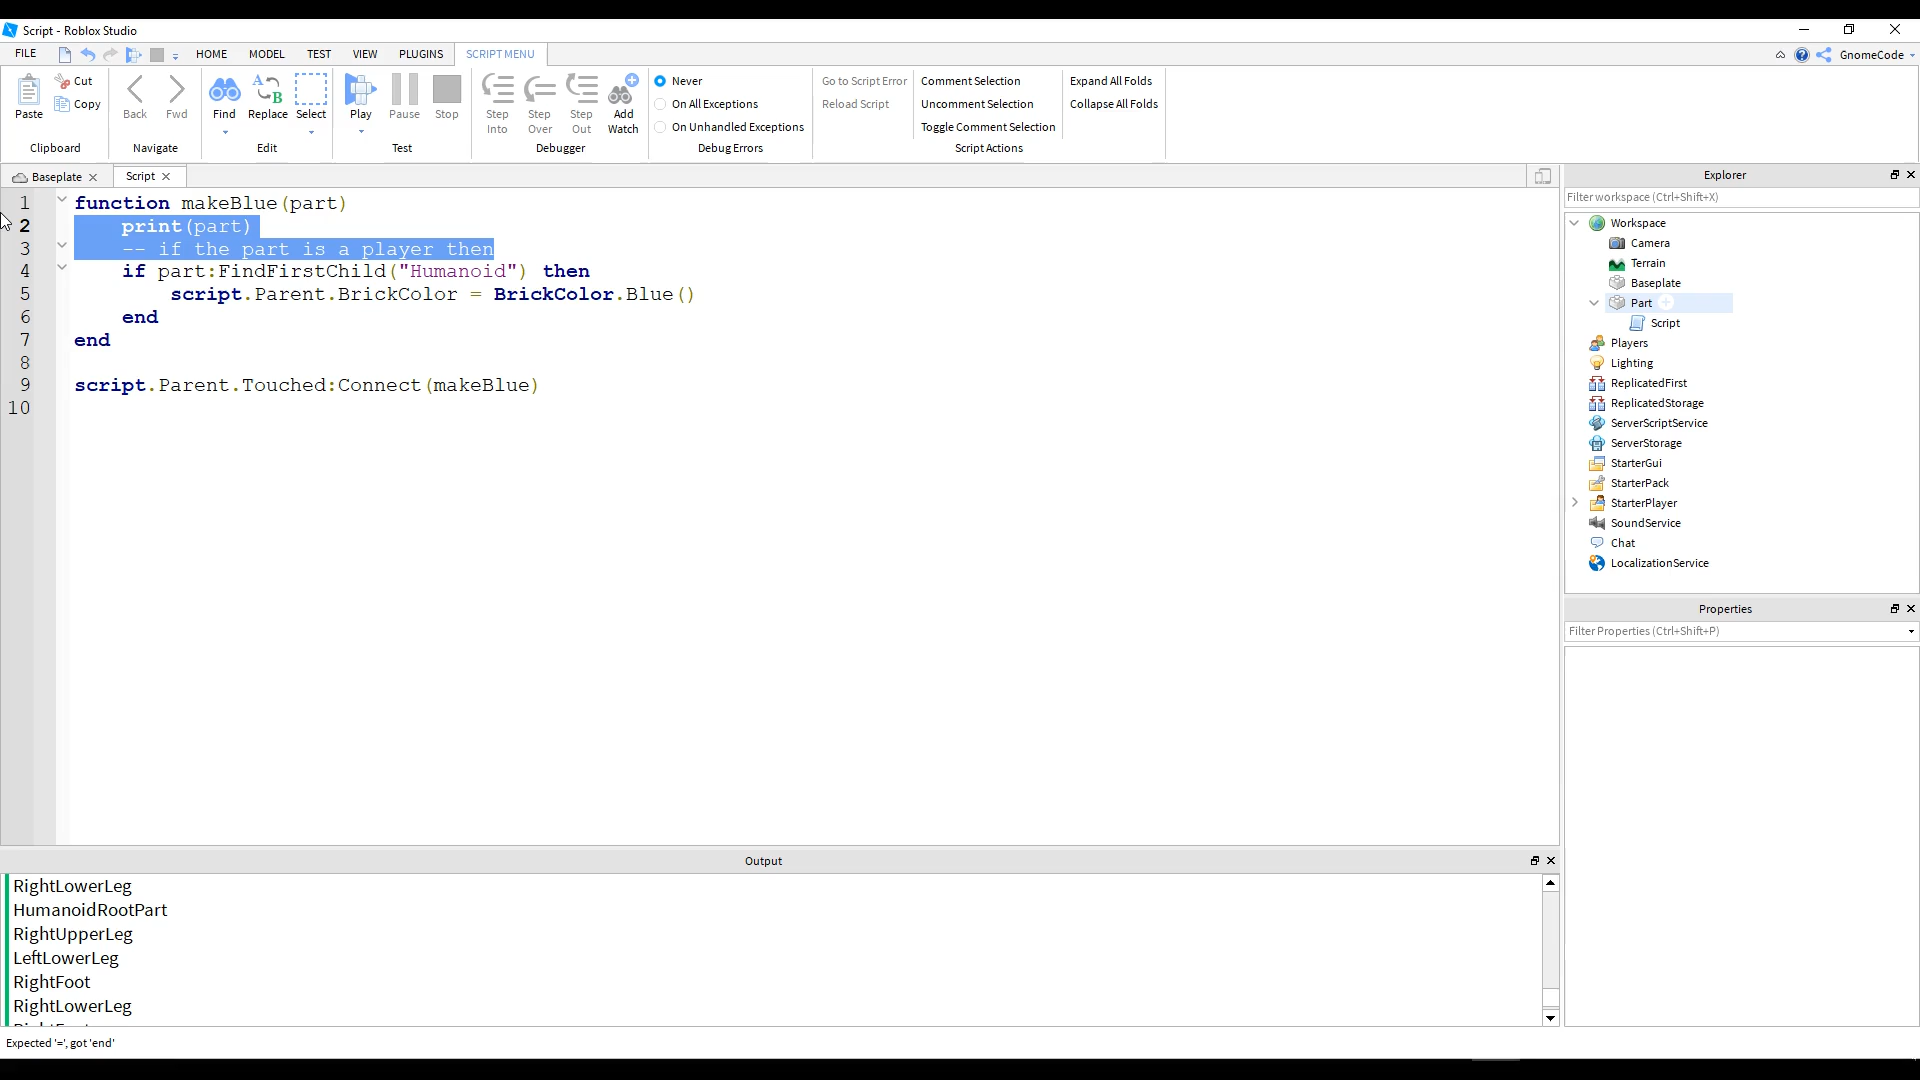 Script - Roblox Studio
FILE HOME MODEL TEST VIEW PLUGINS SCRIPT MENU GnomeCode
Paste Cut Copy Back Fwd Find Replace Select Play Pause Stop Step Into Step Over Step Out Add Watch
Never
On All Exceptions
On Unhandled Exceptions
Go to Script Error
Reload Script
Comment Selection
Uncomment Selection
Toggle Comment Selection
Expand All Folds
Collapse All Folds
Clipboard Navigate Edit Test Debugger Debug Errors Script Actions
Baseplate Script
1 function makeBlue(part)
2 print(part)
3 -- if the part is a player then
4 if part:FindFirstChild("Humanoid") then
5 script.Parent.BrickColor = BrickColor.Blue()
6 end
7 end
8
9 script.Parent.Touched:Connect(makeBlue)
10
Explorer
Filter workspace (Ctrl+Shift+X)
Workspace
Camera
Terrain
Baseplate
Part
Script
Players
Lighting
ReplicatedFirst
ReplicatedStorage
ServerScriptService
ServerStorage
StarterGui
StarterPack
StarterPlayer
SoundService
Chat
LocalizationService
Properties
Filter Properties (Ctrl+Shift+P)
Output
RightLowerLeg
HumanoidRootPart
RightUpperLeg
LeftLowerLeg
RightFoot
RightLowerLeg
Expected '=', got 'end'